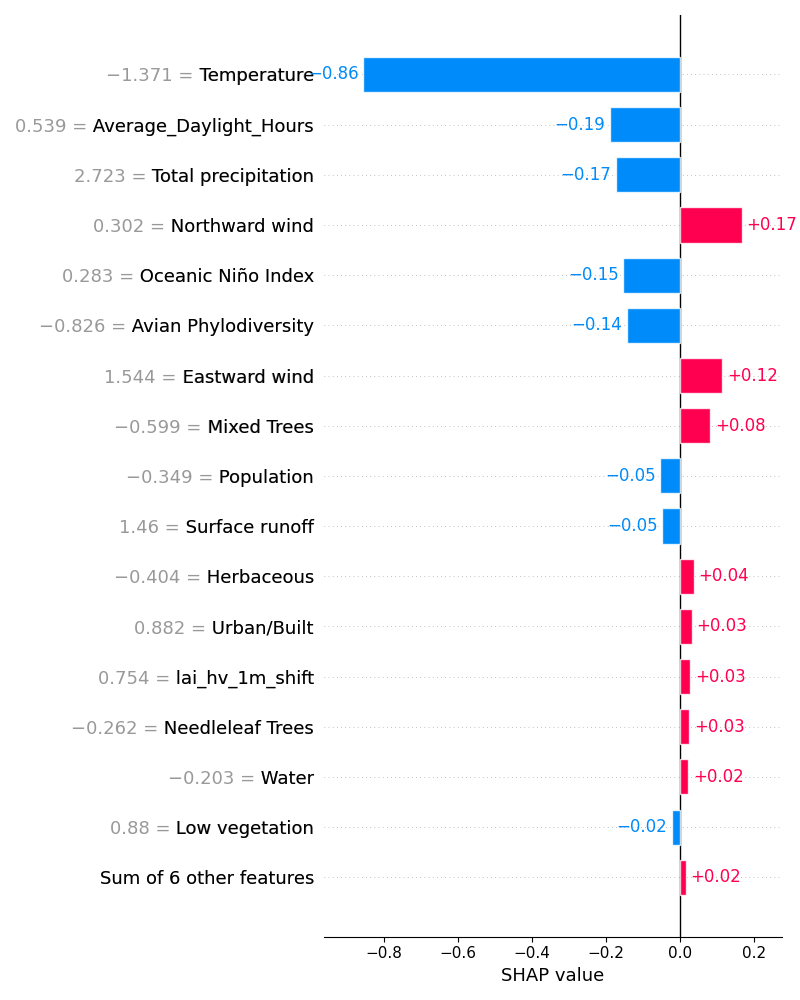 −1.371 = Temperature −0.86
0.539 = Average_Daylight_Hours −0.19
2.723 = Total precipitation −0.17
0.302 = Northward wind +0.17
0.283 = Oceanic Niño Index −0.15
−0.826 = Avian Phylodiversity −0.14
1.544 = Eastward wind +0.12
−0.599 = Mixed Trees +0.08
−0.349 = Population −0.05
1.46 = Surface runoff −0.05
−0.404 = Herbaceous +0.04
0.882 = Urban/Built +0.03
0.754 = lai_hv_1m_shift +0.03
−0.262 = Needleleaf Trees +0.03
−0.203 = Water +0.02
0.88 = Low vegetation −0.02
Sum of 6 other features +0.02
−0.8 −0.6 −0.4 −0.2 0.0 0.2
SHAP value